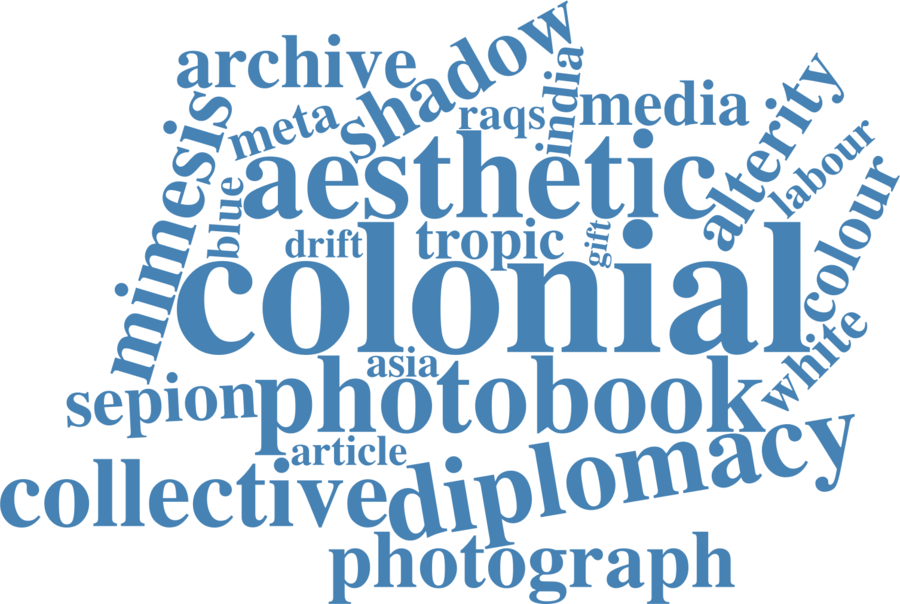 archive
shadow
india
media
alterity
mimesis
meta
raqs
labour
blue
aesthetic
colour
drift
tropic
gift
colonial
white
asia
sepion
photobook
article
diplomacy
collective
photograph